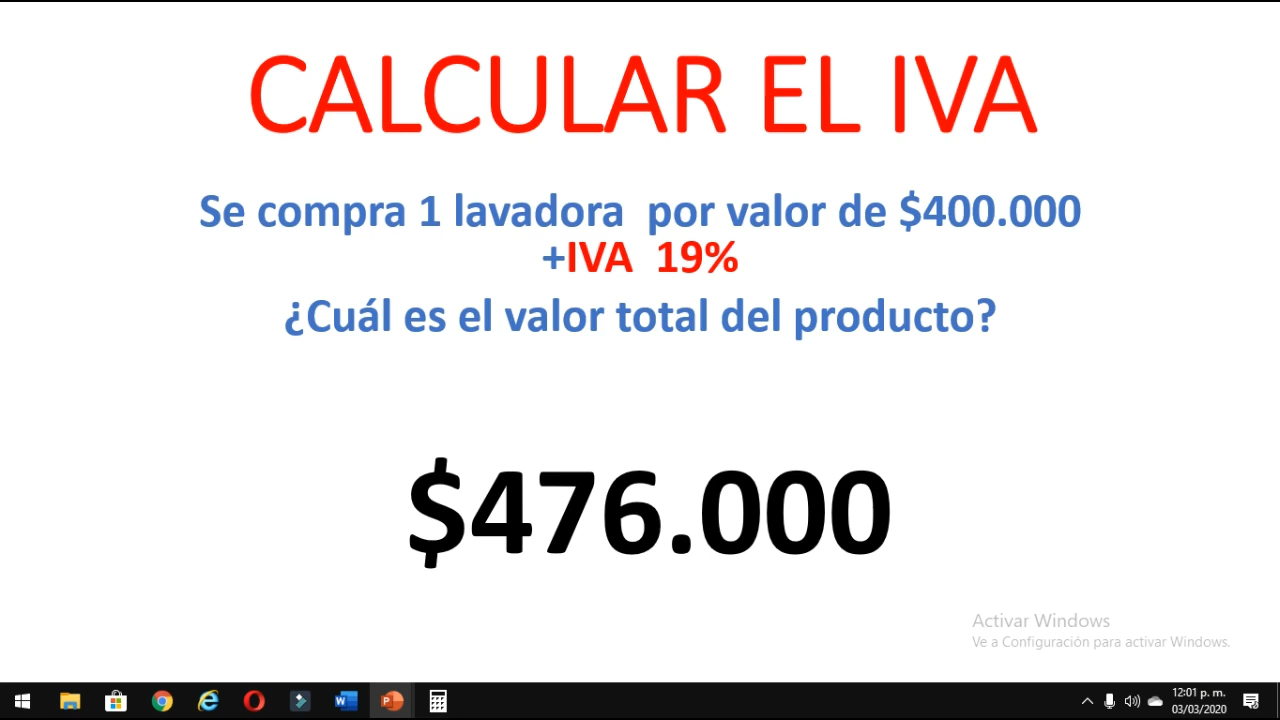 CALCULAR EL IVA
Se compra 1 lavadora por valor de $400.000
+IVA 19%
¿Cuál es el valor total del producto?
$476.000
Activar Windows
Ve a Configuración para activar Windows.
12:01 p. m.
03/03/2020